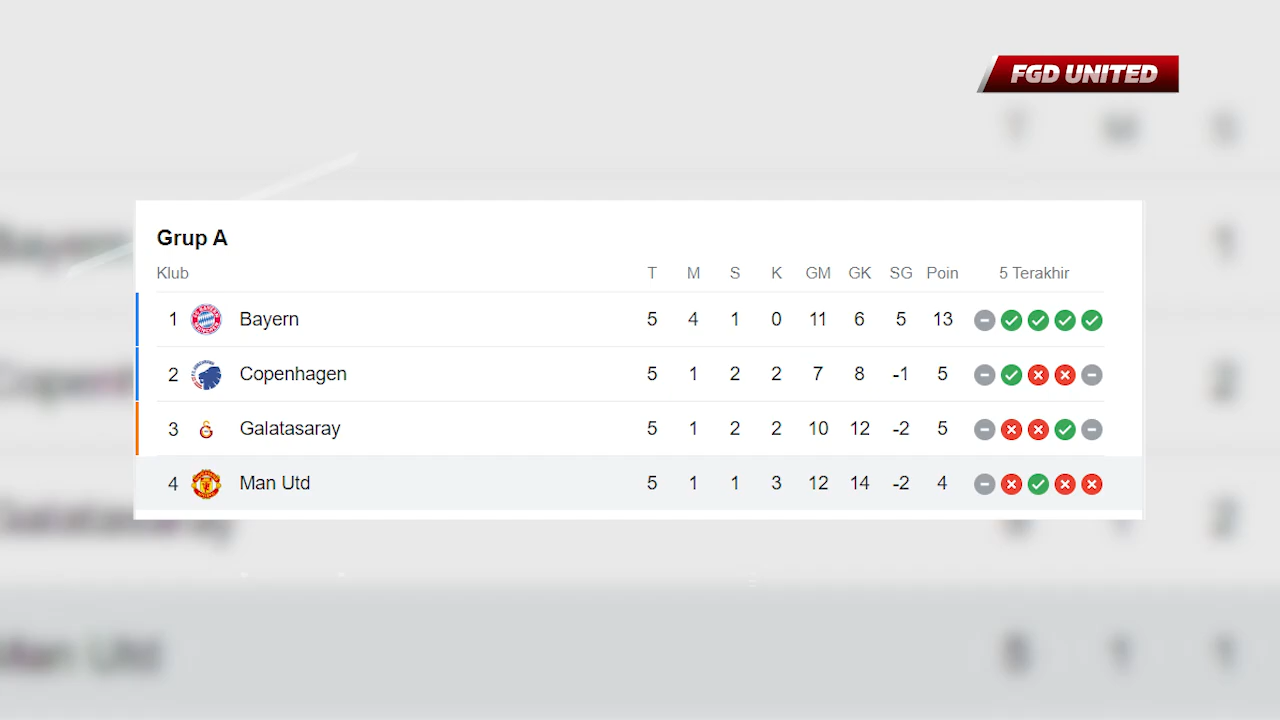 FGD UNITED
Grup A
Klub T M S K GM GK SG Poin 5 Terakhir
1 Bayern 5 4 1 0 11 6 5 13
2 Copenhagen 5 1 2 2 7 8 -1 5
3 Galatasaray 5 1 2 2 10 12 -2 5
4 Man Utd 5 1 1 3 12 14 -2 4